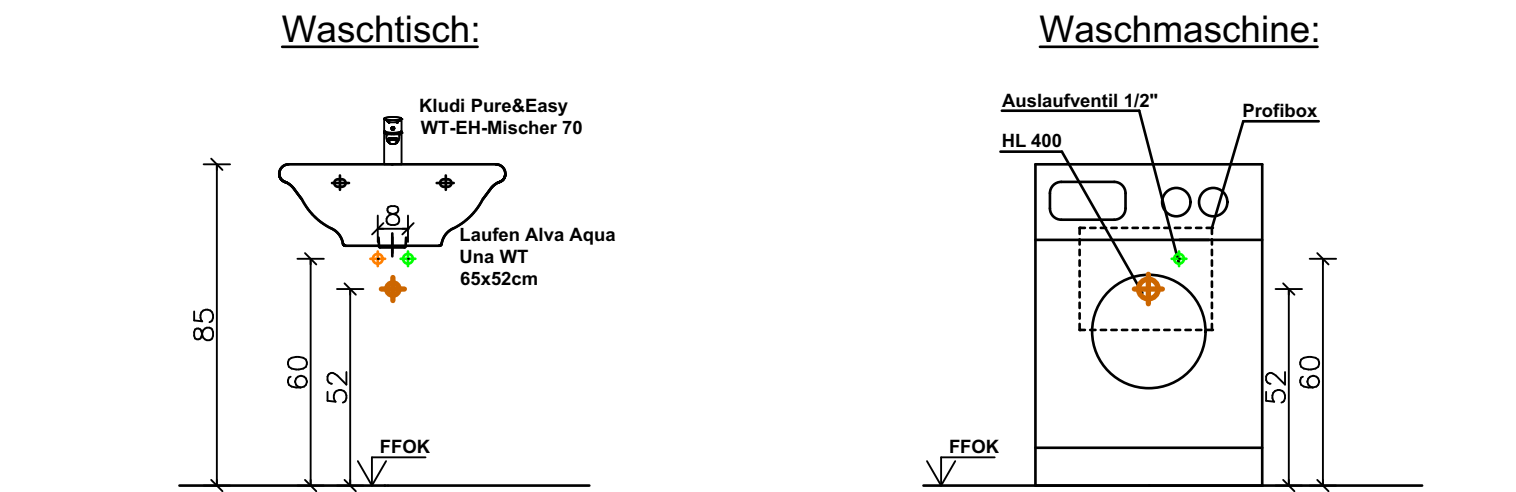 Waschtisch:
Kludi Pure&Easy
WT-EH-Mischer 70
8
Laufen Alva Aqua
Una WT
65x52cm
85
60
52
FFOK
Waschmaschine:
Auslaufventil 1/2"
Profibox
HL 400
52
60
FFOK